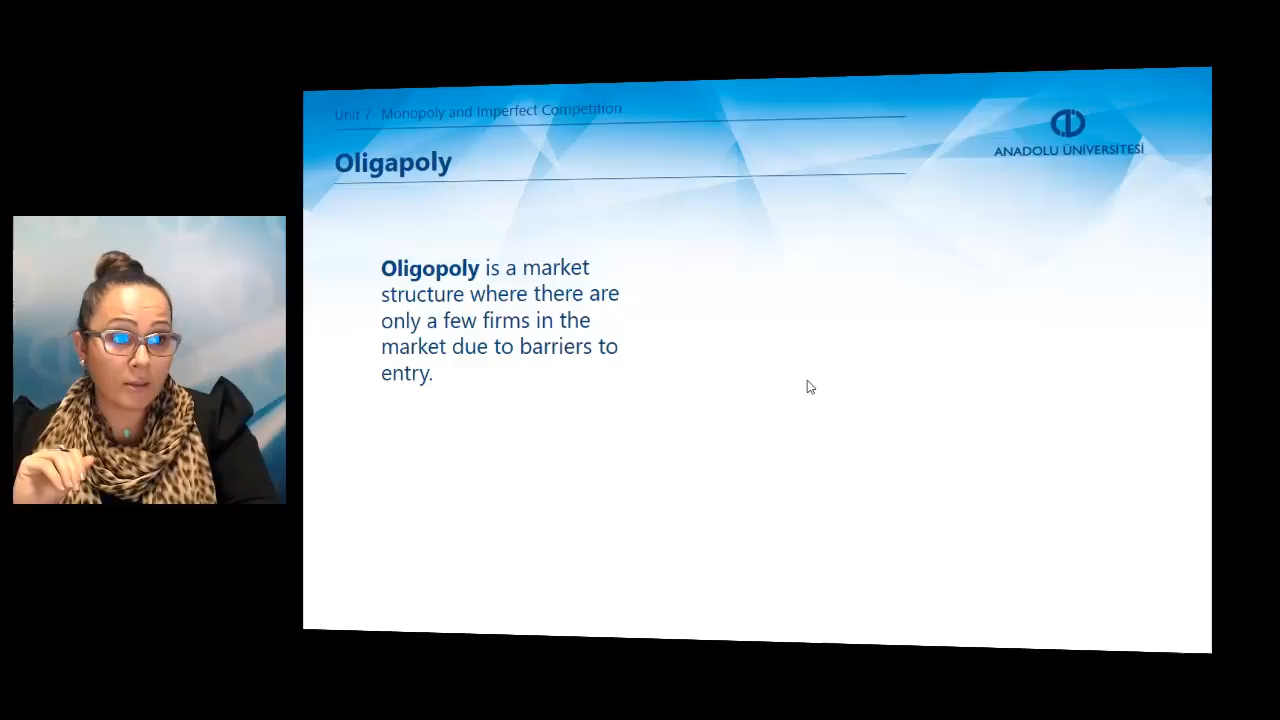 Unit 7- Monopoly and Imperfect Competition
Oligapoly
ANADOLU ÜNİVERSİTESİ
Oligopoly is a market
structure where there are
only a few firms in the
market due to barriers to
entry.